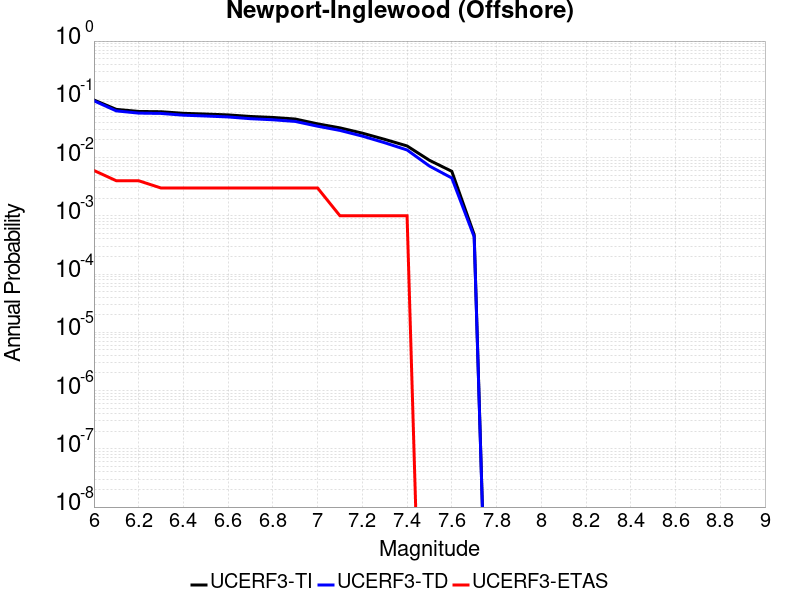 Newport-Inglewood (Offshore)
10^0
10^-1
10^-2
10^-3
10^-4
10^-5
10^-6
10^-7
10^-8
Annual Probability
6 6.2 6.4 6.6 6.8 7 7.2 7.4 7.6 7.8 8 8.2 8.4 8.6 8.8 9
Magnitude
UCERF3-TI UCERF3-TD UCERF3-ETAS